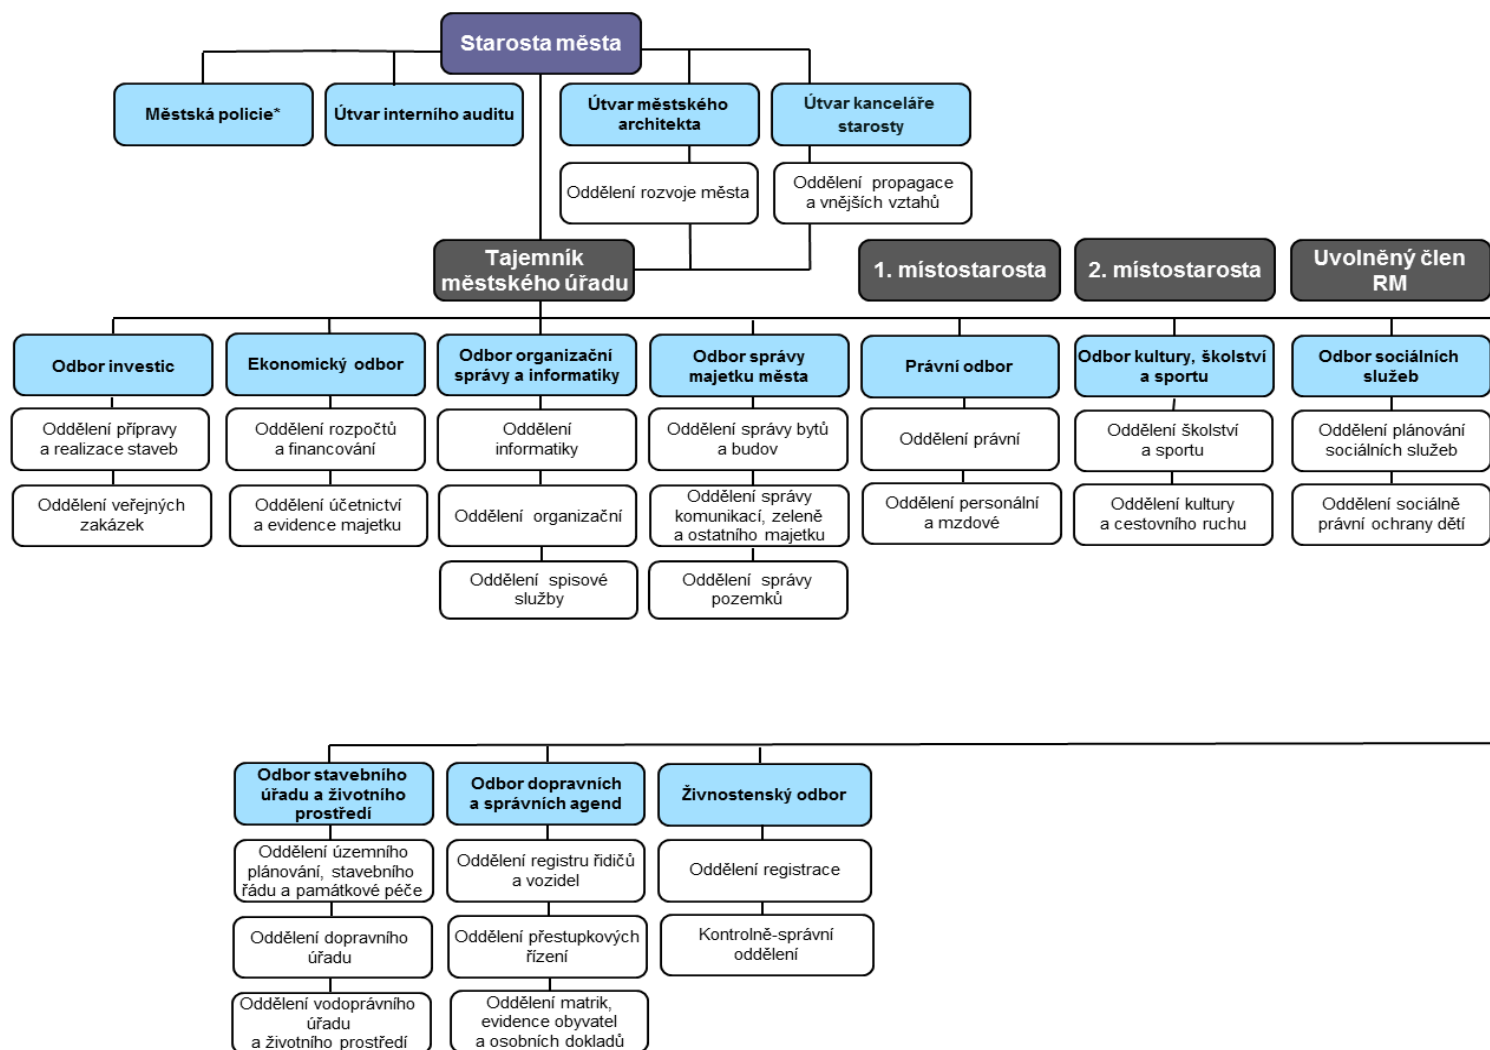 Starosta města
Městská policie*
Útvar interního auditu
Útvar městského
architekta
Útvar kanceláře
starosty
Oddělení rozvoje města
Oddělení propagace
a vnějších vztahů
Tajemník
městského úřadu
1. místostarosta
2. místostarosta
Uvolněný člen
RM
Odbor investic
Ekonomický odbor
Odbor organizační
správy a informatiky
Odbor správy
majetku města
Právní odbor
Odbor kultury, školství
a sportu
Odbor sociálních
služeb
Oddělení přípravy
a realizace staveb
Oddělení rozpočtů
a financování
Oddělení
informatiky
Oddělení správy bytů
a budov
Oddělení právní
Oddělení školství
a sportu
Oddělení plánování
sociálních služeb
Oddělení veřejných
zakázek
Oddělení účetnictví
a evidence majetku
Oddělení organizační
Oddělení správy
komunikací, zeleně
a ostatního majetku
Oddělení personální
a mzdové
Oddělení kultury
a cestovního ruchu
Oddělení sociálně
právní ochrany dětí
Oddělení spisové
služby
Oddělení správy
pozemků
Odbor stavebního
úřadu a životního
prostředí
Odbor dopravních
a správních agend
Živnostenský odbor
Oddělení územního
plánování, stavebního
řádu a památkové péče
Oddělení registru řidičů
a vozidel
Oddělení registrace
Oddělení dopravního
úřadu
Oddělení přestupkových
řízení
Kontrolně-správní
oddělení
Oddělení vodoprávního
úřadu
a životního prostředí
Oddělení matrik,
evidence obyvatel
a osobních dokladů